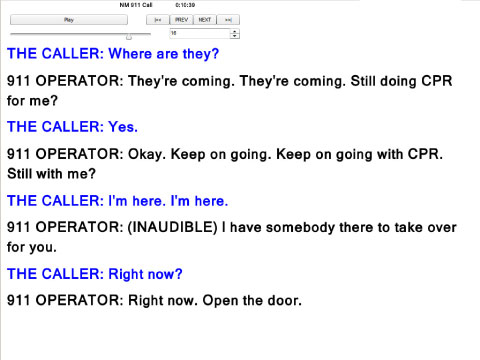 NM 911 Call 0:10:39
Play |<< PREV NEXT >>|
16
THE CALLER: Where are they?
911 OPERATOR: They're coming. They're coming. Still doing CPR
for me?
THE CALLER: Yes.
911 OPERATOR: Okay. Keep on going. Keep on going with CPR.
Still with me?
THE CALLER: I'm here. I'm here.
911 OPERATOR: (INAUDIBLE) I have somebody there to take over
for you.
THE CALLER: Right now?
911 OPERATOR: Right now. Open the door.